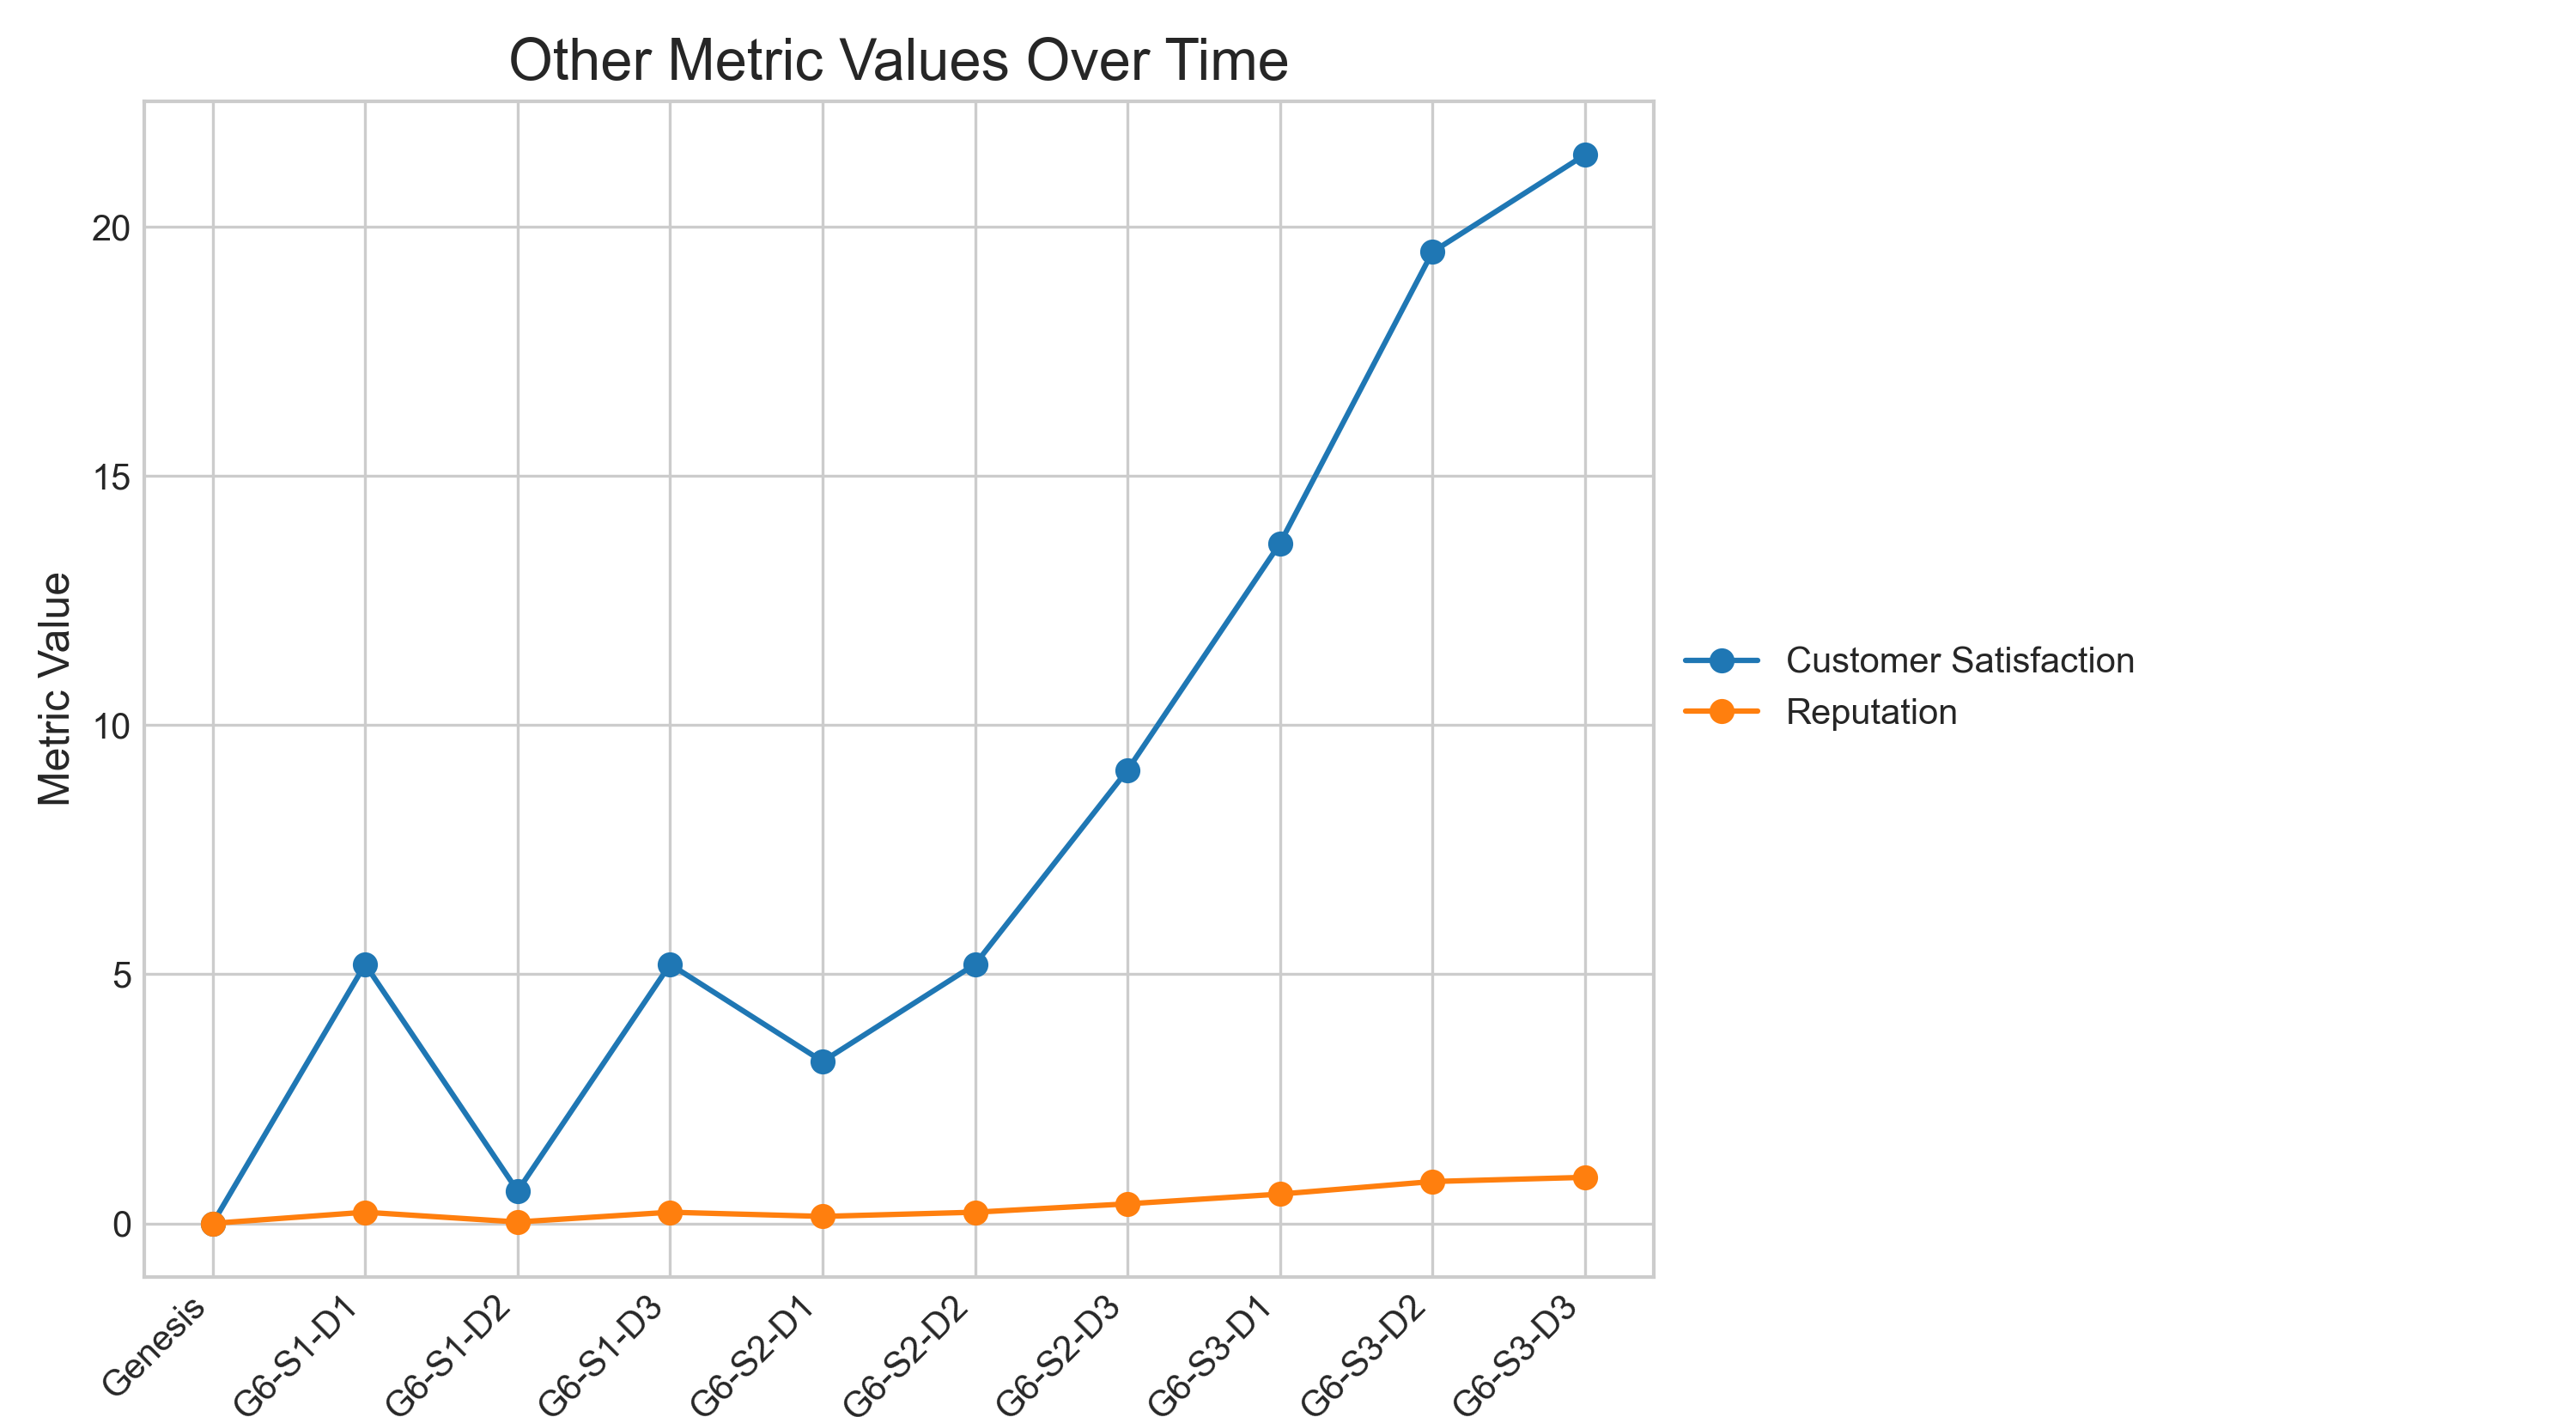 Other Metric Values Over Time
Metric Value
20
15
10
5
0
Genesis
G6-S1-D1
G6-S1-D2
G6-S1-D3
G6-S2-D1
G6-S2-D2
G6-S2-D3
G6-S3-D1
G6-S3-D2
G6-S3-D3
Customer Satisfaction
Reputation